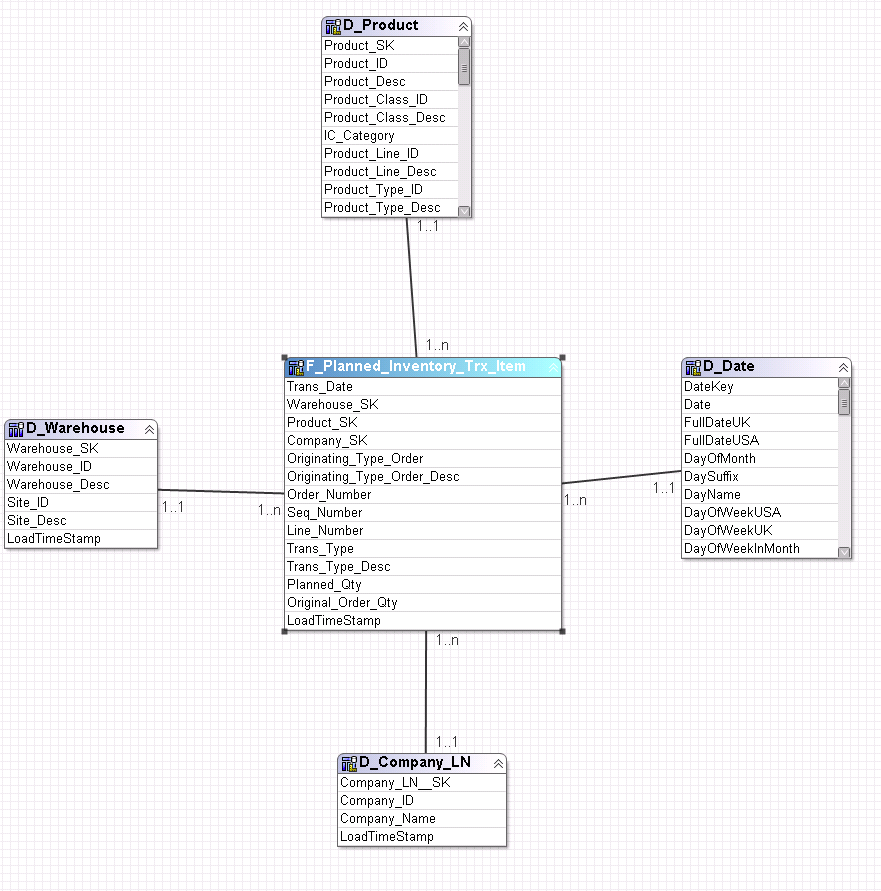 D_Product
Product_SK
Product_ID
Product_Desc
Product_Class_ID
Product_Class_Desc
IC_Category
Product_Line_ID
Product_Line_Desc
Product_Type_ID
Product_Type_Desc
1..1
1..n
F_Planned_Inventory_Trx_Item
Trans_Date
Warehouse_SK
Product_SK
Company_SK
Originating_Type_Order
Originating_Type_Order_Desc
Order_Number
Seq_Number
Line_Number
Trans_Type
Trans_Type_Desc
Planned_Qty
Original_Order_Qty
LoadTimeStamp
D_Warehouse
Warehouse_SK
Warehouse_ID
Warehouse_Desc
Site_ID
Site_Desc
LoadTimeStamp
1..1
1..n
D_Date
DateKey
Date
FullDateUK
FullDateUSA
DayOfMonth
DaySuffix
DayName
DayOfWeekUSA
DayOfWeekUK
DayOfWeekInMonth
1..n
1..1
1..n
1..1
D_Company_LN
Company_LN__SK
Company_ID
Company_Name
LoadTimeStamp